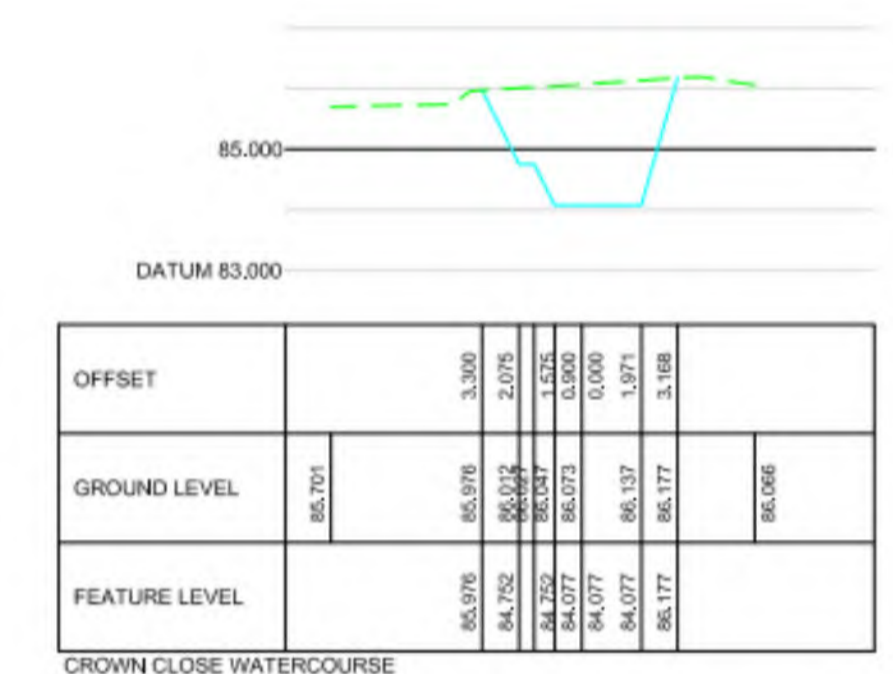 85.000
DATUM 83.000
OFFSET 3.300 2.075 1.575 0.900 0.000 1.971 3.168
GROUND LEVEL 85.701 85.976 86.012 86.047 86.073 86.137 86.177 86.066
FEATURE LEVEL 85.976 84.752 84.752 84.077 84.077 84.077 86.177
CROWN CLOSE WATERCOURSE